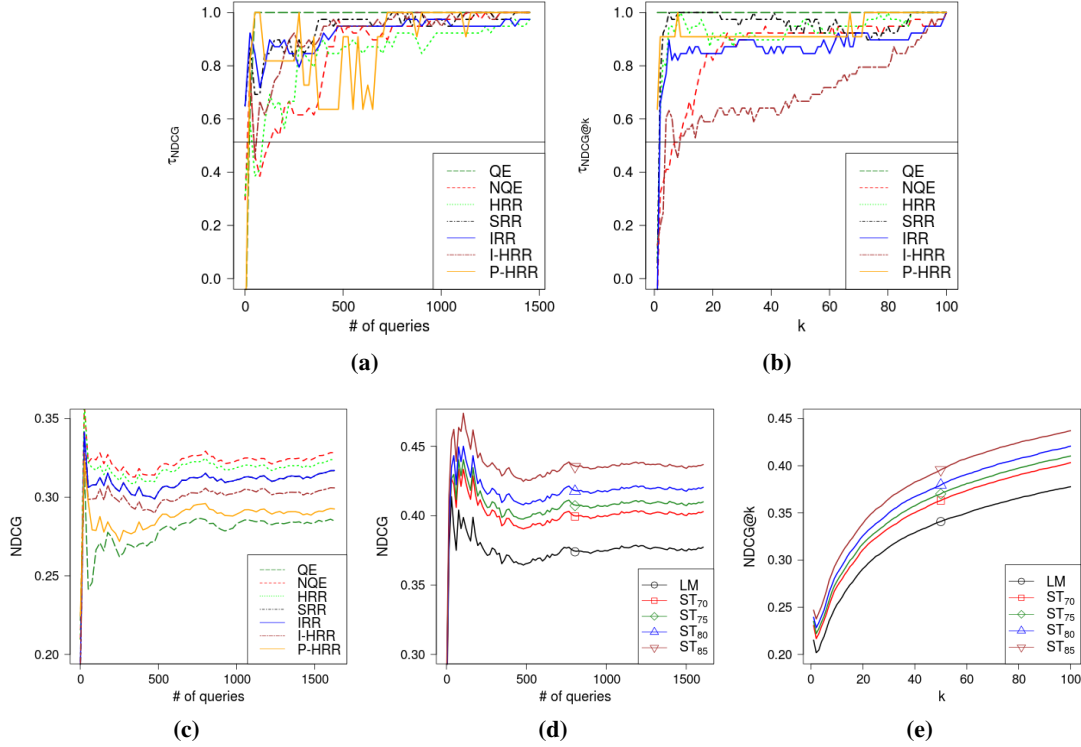 1.0
0.8
0.6
0.4
0.2
0.0
τNDCG
0
500
1000
1500
# of queries
QE
NQE
HRR
SRR
IRR
I-HRR
P-HRR
(a)
1.0
0.8
0.6
0.4
0.2
0.0
τNDCG@k
0
20
40
60
80
100
k
QE
NQE
HRR
SRR
IRR
I-HRR
P-HRR
(b)
0.35
0.30
0.25
0.20
NDCG
0
500
1000
1500
# of queries
QE
NQE
HRR
SRR
IRR
I-HRR
P-HRR
(c)
0.45
0.40
0.35
0.30
NDCG
0
500
1000
1500
# of queries
LM
ST70
ST75
ST80
ST85
(d)
0.45
0.40
0.35
0.30
0.25
0.20
NDCG@k
0
20
40
60
80
100
k
LM
ST70
ST75
ST80
ST85
(e)